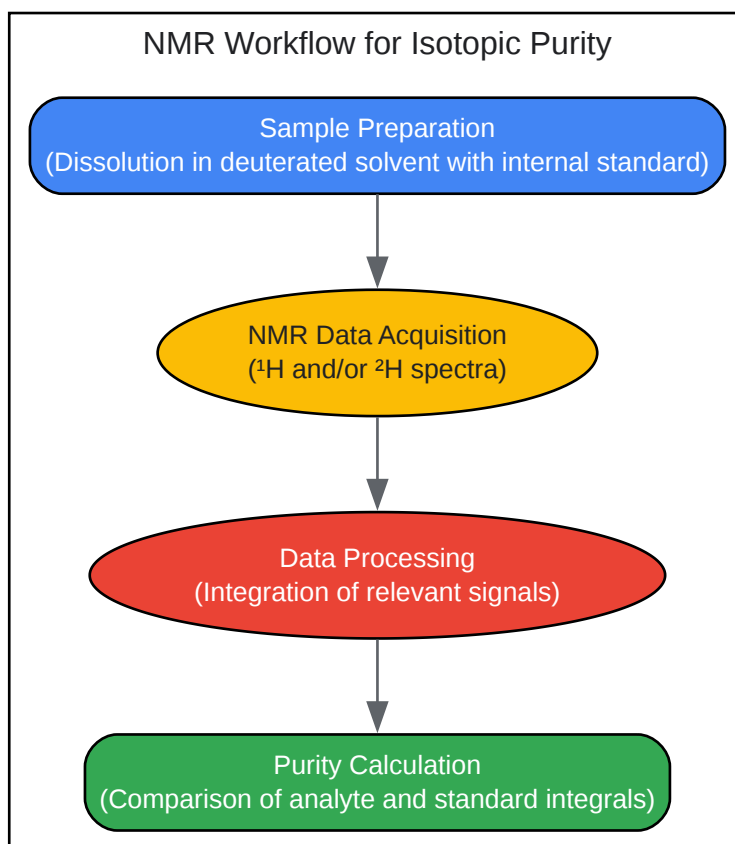 NMR Workflow for Isotopic Purity
Sample Preparation
(Dissolution in deuterated solvent with internal standard)
NMR Data Acquisition
(¹H and/or ²H spectra)
Data Processing
(Integration of relevant signals)
Purity Calculation
(Comparison of analyte and standard integrals)